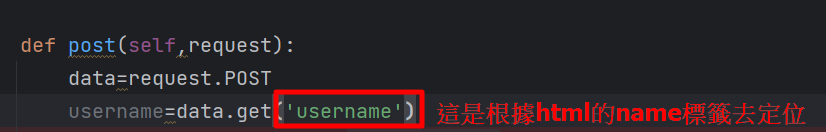 def post(self,request):
data=request.POST
username=data.get('username') 這是根據html的name標籤去定位